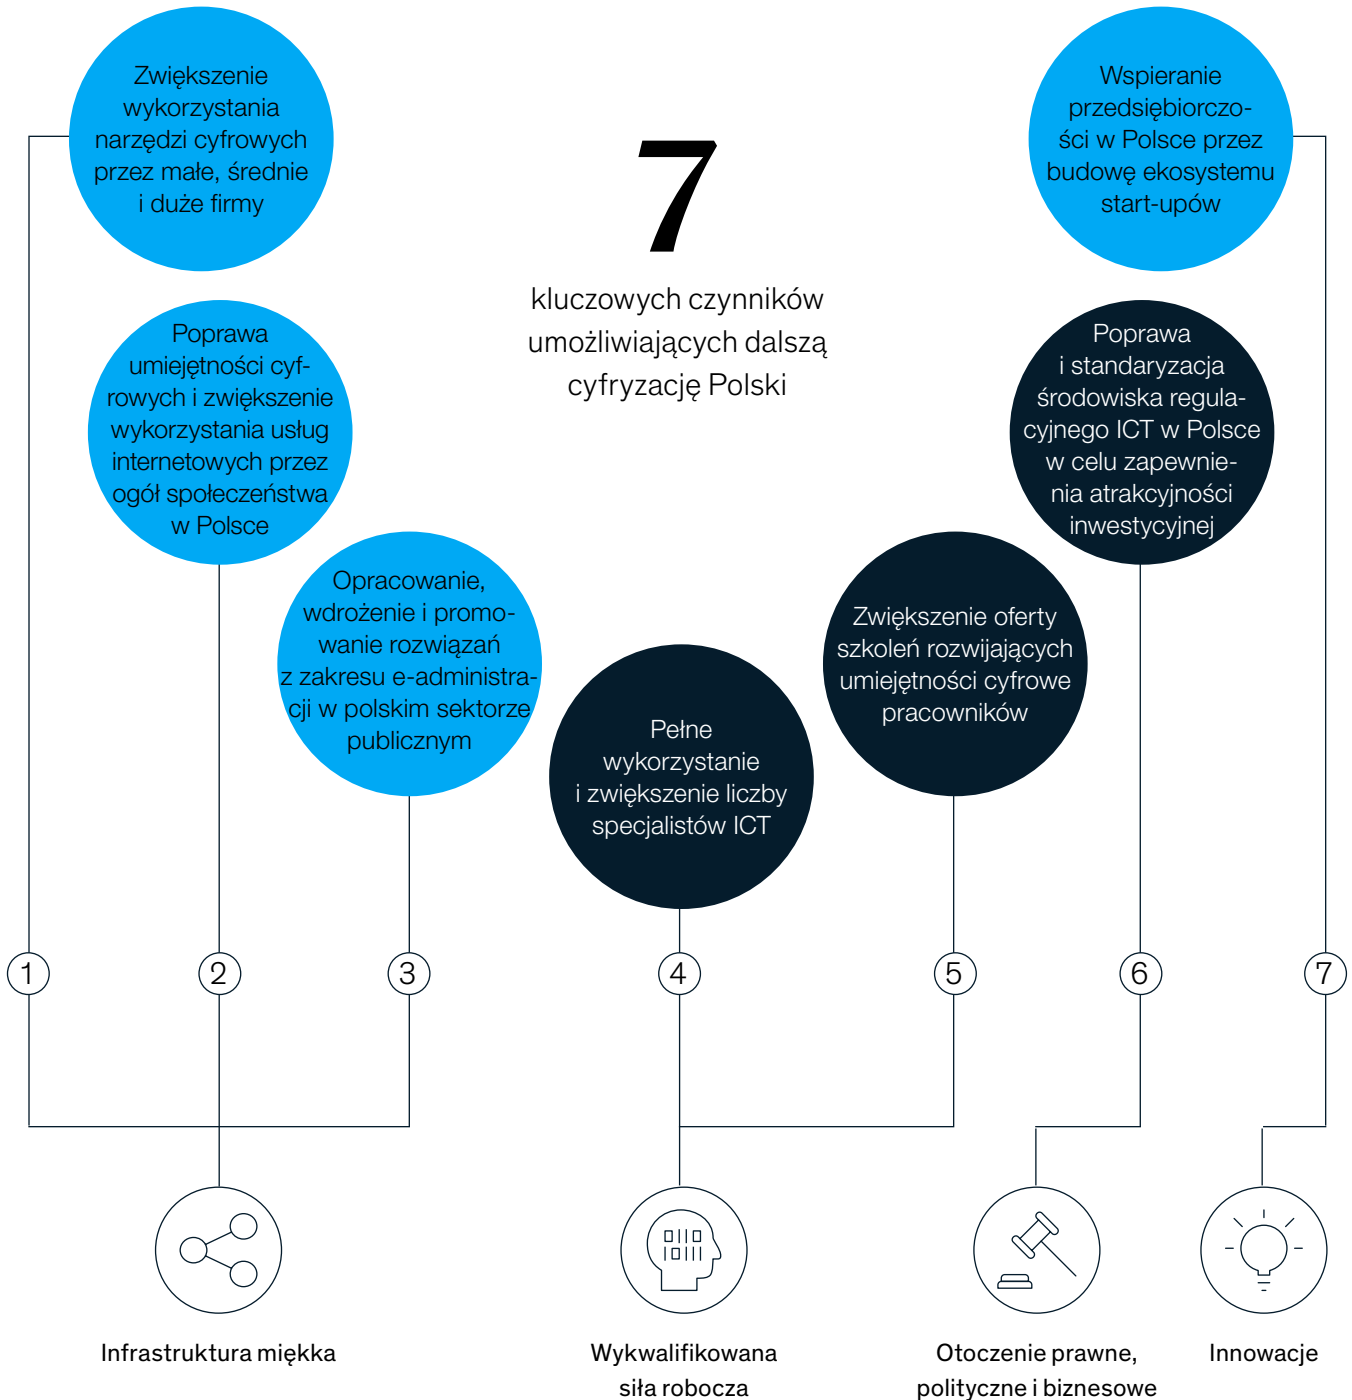 Zwiększenie
wykorzystania
narzędzi cyfrowych
przez małe, średnie
i duże firmy
7
kluczowych czynników
umożliwiających dalszą
cyfryzację Polski
Wspieranie
przedsiębiorczo-
ści w Polsce przez
budowę ekosystemu
start-upów
Poprawa
umiejętności cyf-
rowych i zwiększenie
wykorzystania usług
internetowych przez
ogół społeczeństwa
w Polsce
Poprawa
i standaryzacja
środowiska regula-
cyjnego ICT w Polsce
w celu zapewnie-
nia atrakcyjności
inwestycyjnej
Opracowanie,
wdrożenie i promo-
wanie rozwiązań
z zakresu e-administra-
cji w polskim sektorze
publicznym
Pełne
wykorzystanie
i zwiększenie liczby
specjalistów ICT
Zwiększenie oferty
szkoleń rozwijających
umiejętności cyfrowe
pracowników
1
2
3
4
5
6
7
0110
10111
Infrastruktura miękka
Wykwalifikowana
siła robocza
Otoczenie prawne,
polityczne i biznesowe
Innowacje